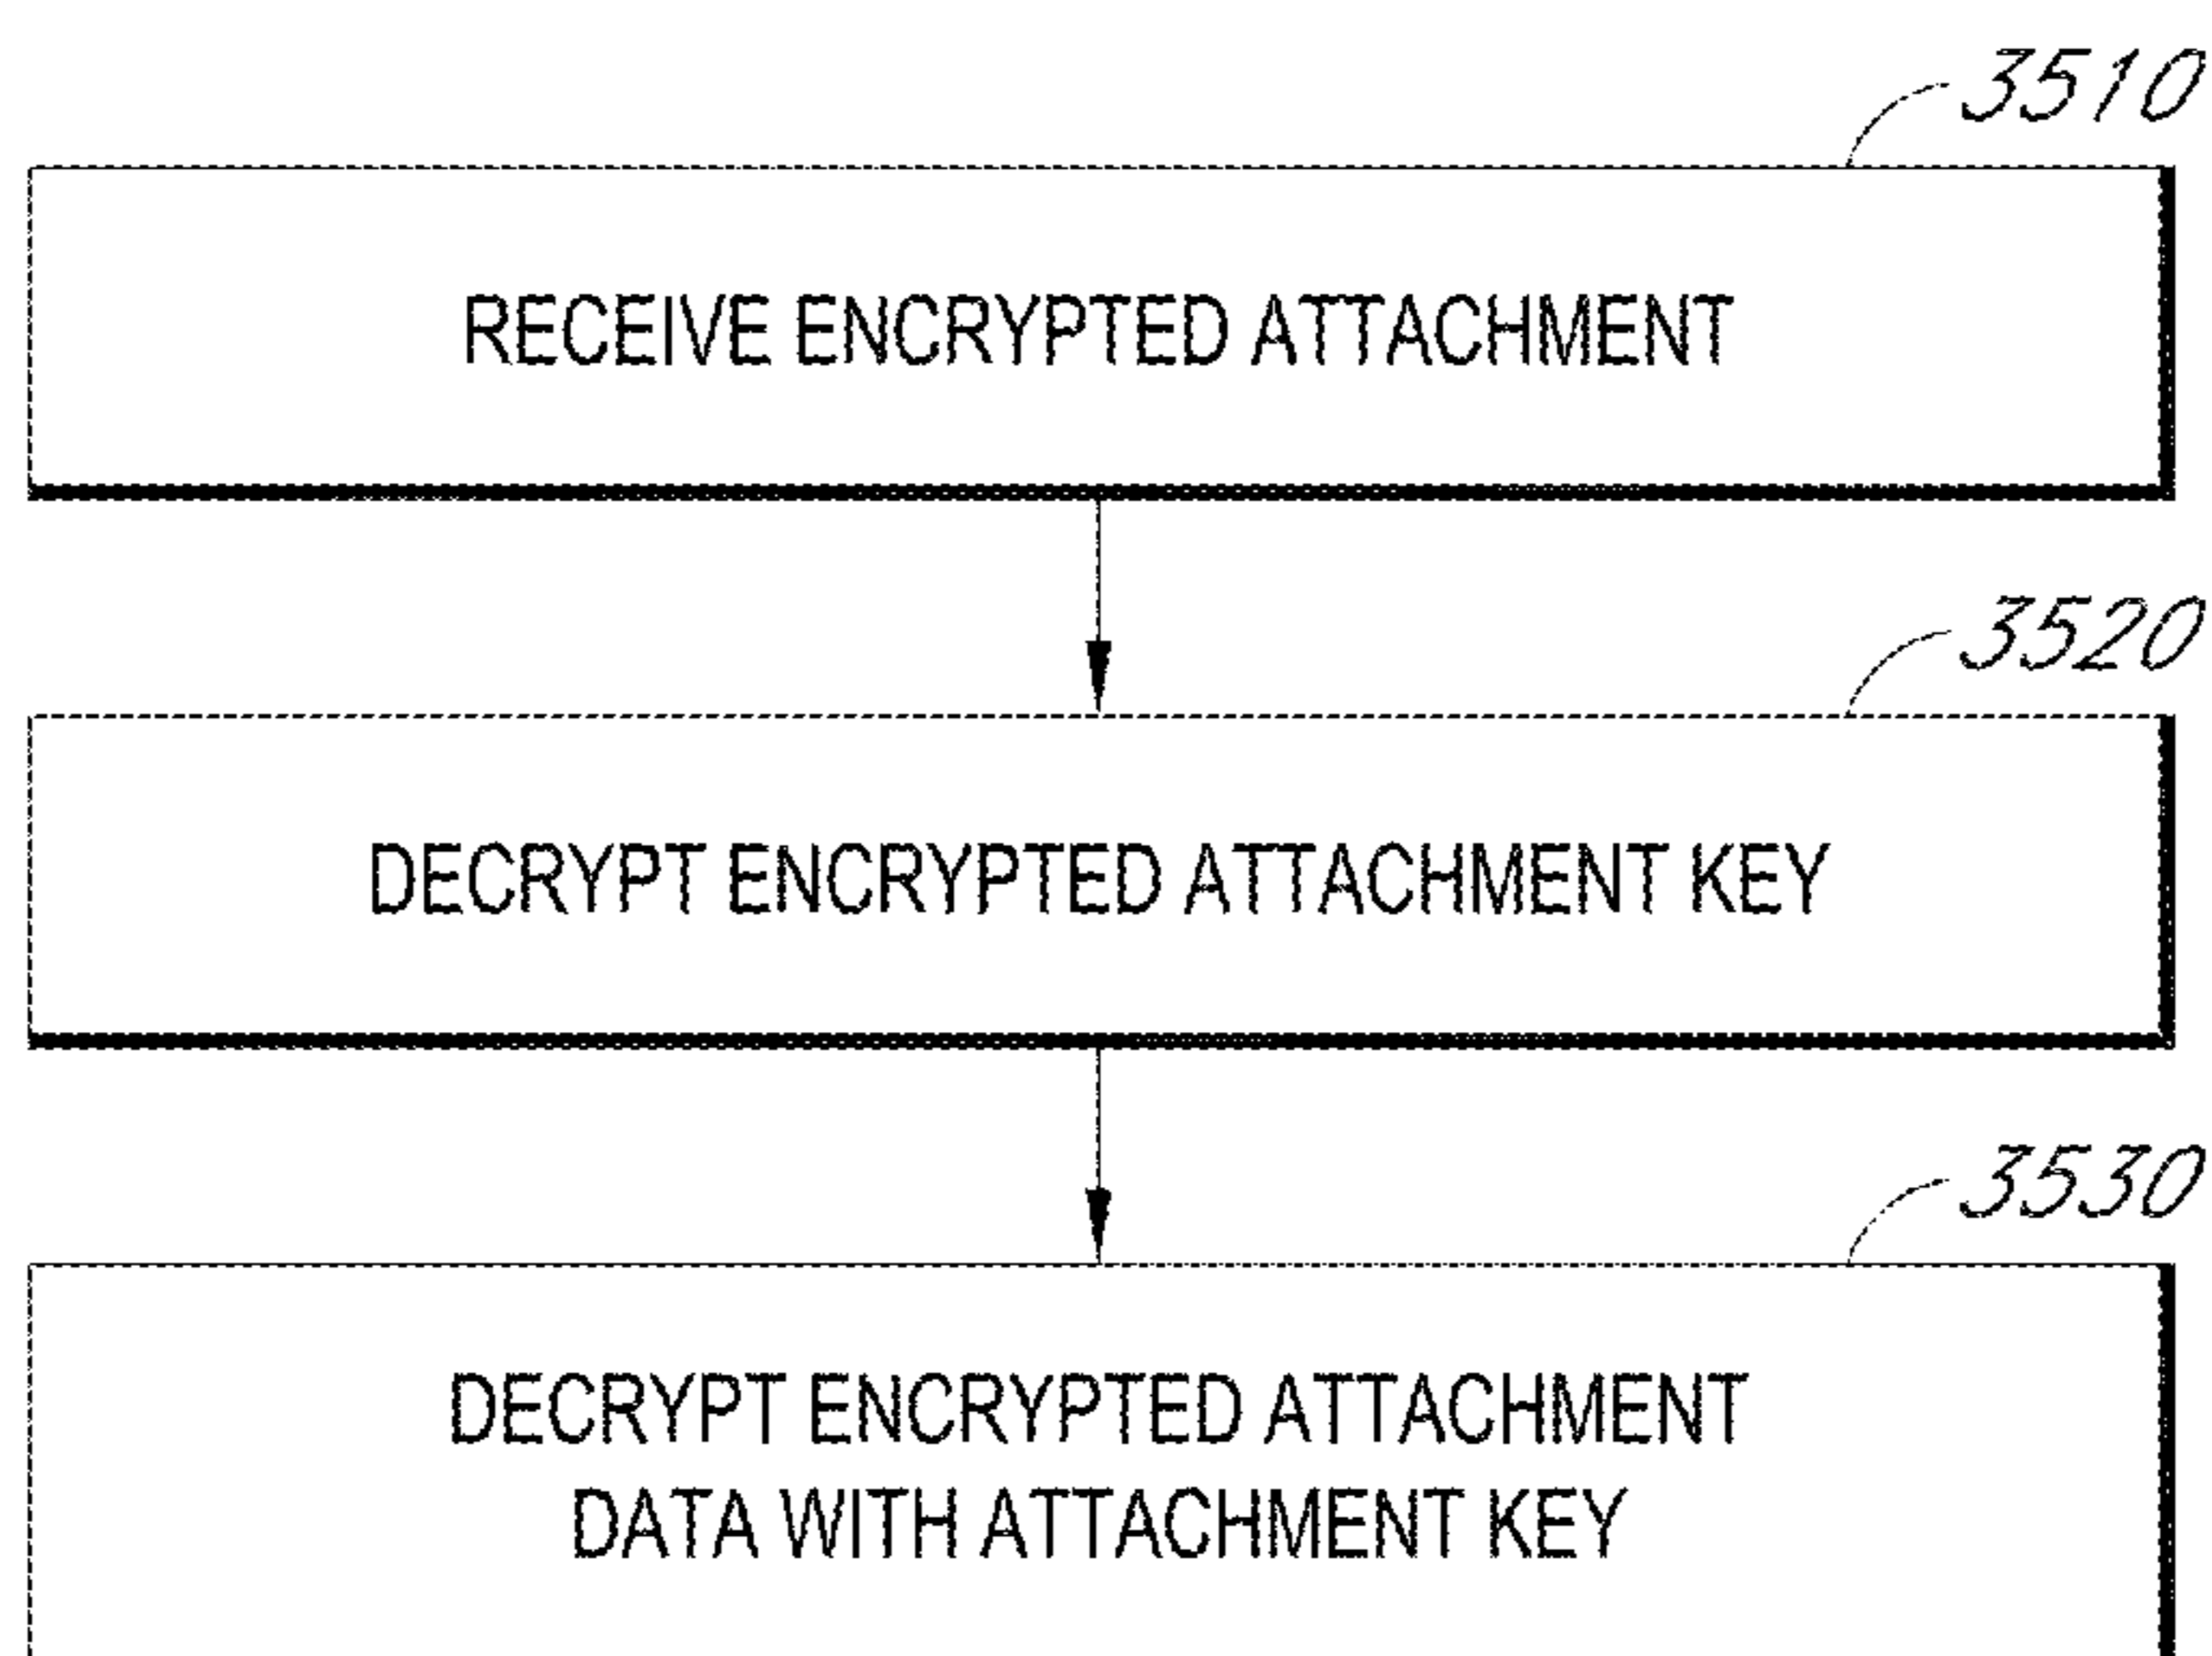 3510
RECEIVE ENCRYPTED ATTACHMENT
3520
DECRYPT ENCRYPTED ATTACHMENT KEY
3530
DECRYPT ENCRYPTED ATTACHMENT
DATA WITH ATTACHMENT KEY